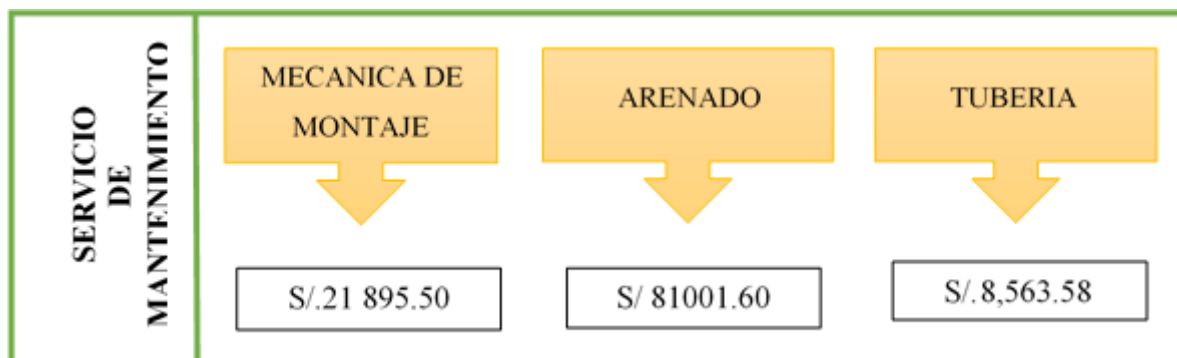 SERVICIO
DE
MANTENIMIENTO
MECANICA DE
MONTAJE
ARENADO
TUBERIA
S/.21 895.50
S/ 81001.60
S/. 8,563.58